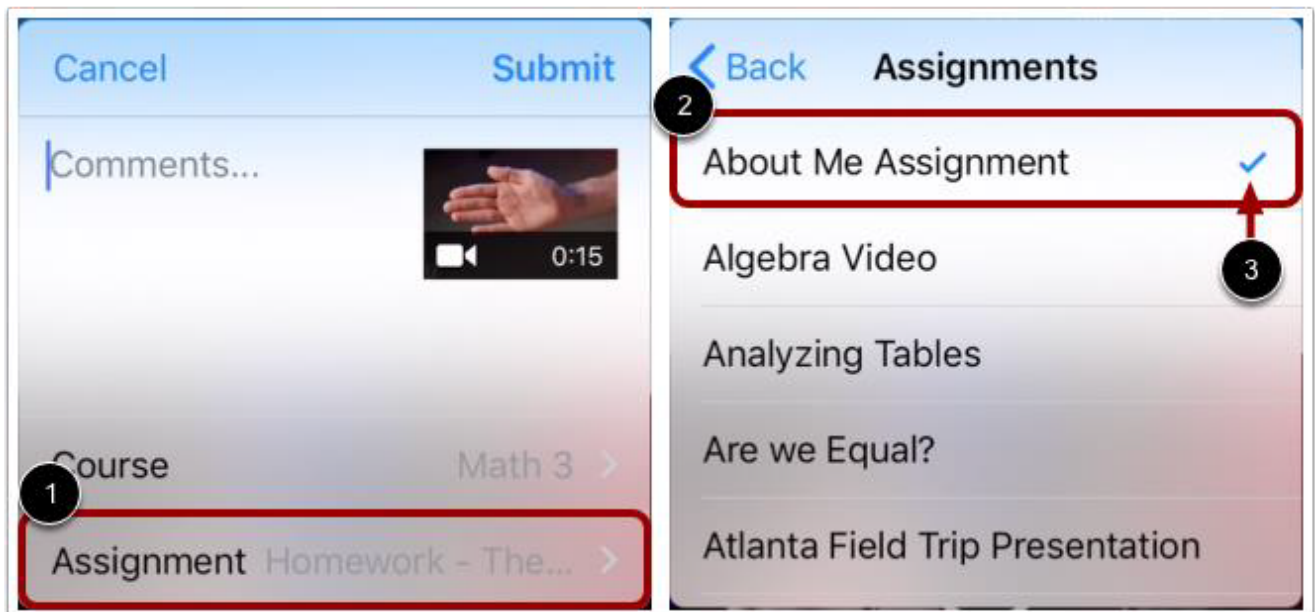 Cancel Submit
Comments...
0:15
Course Math 3
1
Assignment Homework - The...
Back Assignments
2
About Me Assignment
3
Algebra Video
Analyzing Tables
Are we Equal?
Atlanta Field Trip Presentation